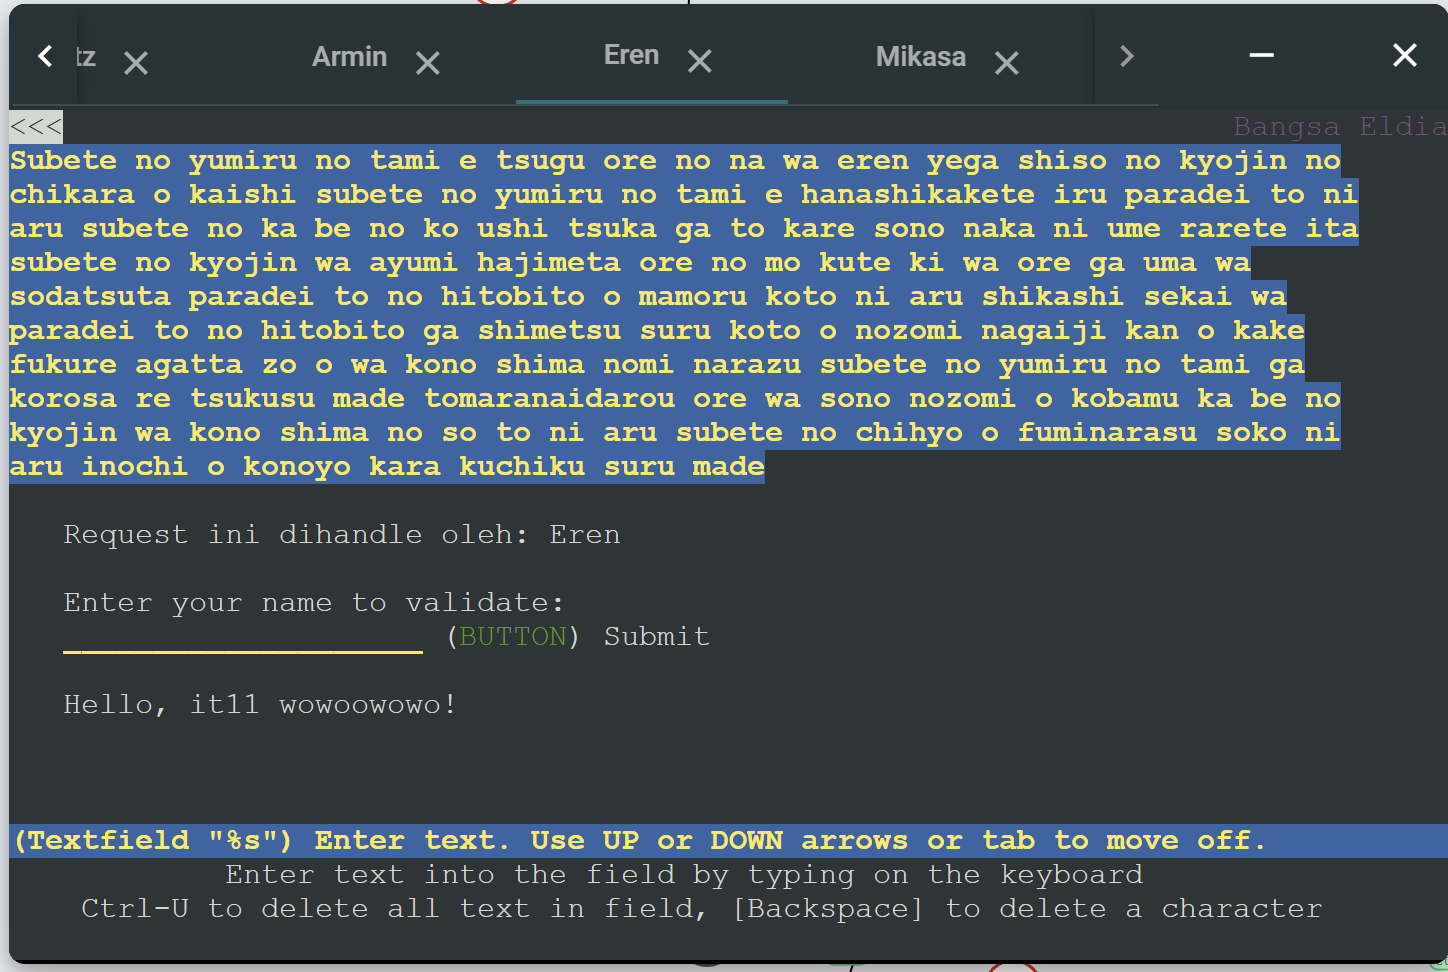 tz
Armin
Eren
Mikasa
<<<
Bangsa Eldia
Subete no yumiru no tami e tsugu ore no na wa eren yega shiso no kyojin no
chikara o kaishi subete no yumiru no tami e hanashikakete iru paradei to ni
aru subete no ka be no ko ushi tsuka ga to kare sono naka ni ume rarete ita
subete no kyojin wa ayumi hajimeta ore no mo kute ki wa ore ga uma wa
sodatsuta paradei to no hitobito o mamoru koto ni aru shikashi sekai wa
paradei to no hitobito ga shimetsu suru koto o nozomi nagaiji kan o kake
fukure agatta zo o wa kono shima nomi narazu subete no yumiru no tami ga
korosa re tsukusu made tomaranaidarou ore wa sono nozomi o kobamu ka be no
kyojin wa kono shima no so to ni aru subete no chihyo o fuminarasu soko ni
aru inochi o konoyo kara kuchiku suru made
Request ini dihandle oleh: Eren
Enter your name to validate:
____________________ (BUTTON) Submit
Hello, it11 wowoowowo!
(Textfield "%s") Enter text. Use UP or DOWN arrows or tab to move off.
Enter text into the field by typing on the keyboard
Ctrl-U to delete all text in field, [Backspace] to delete a character